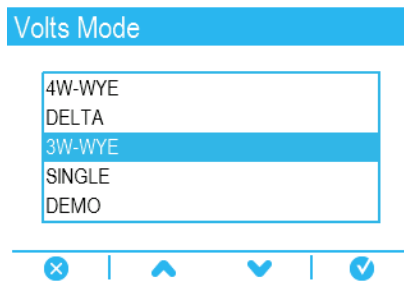 Volts Mode
4W-WYE
DELTA
3W-WYE
SINGLE
DEMO